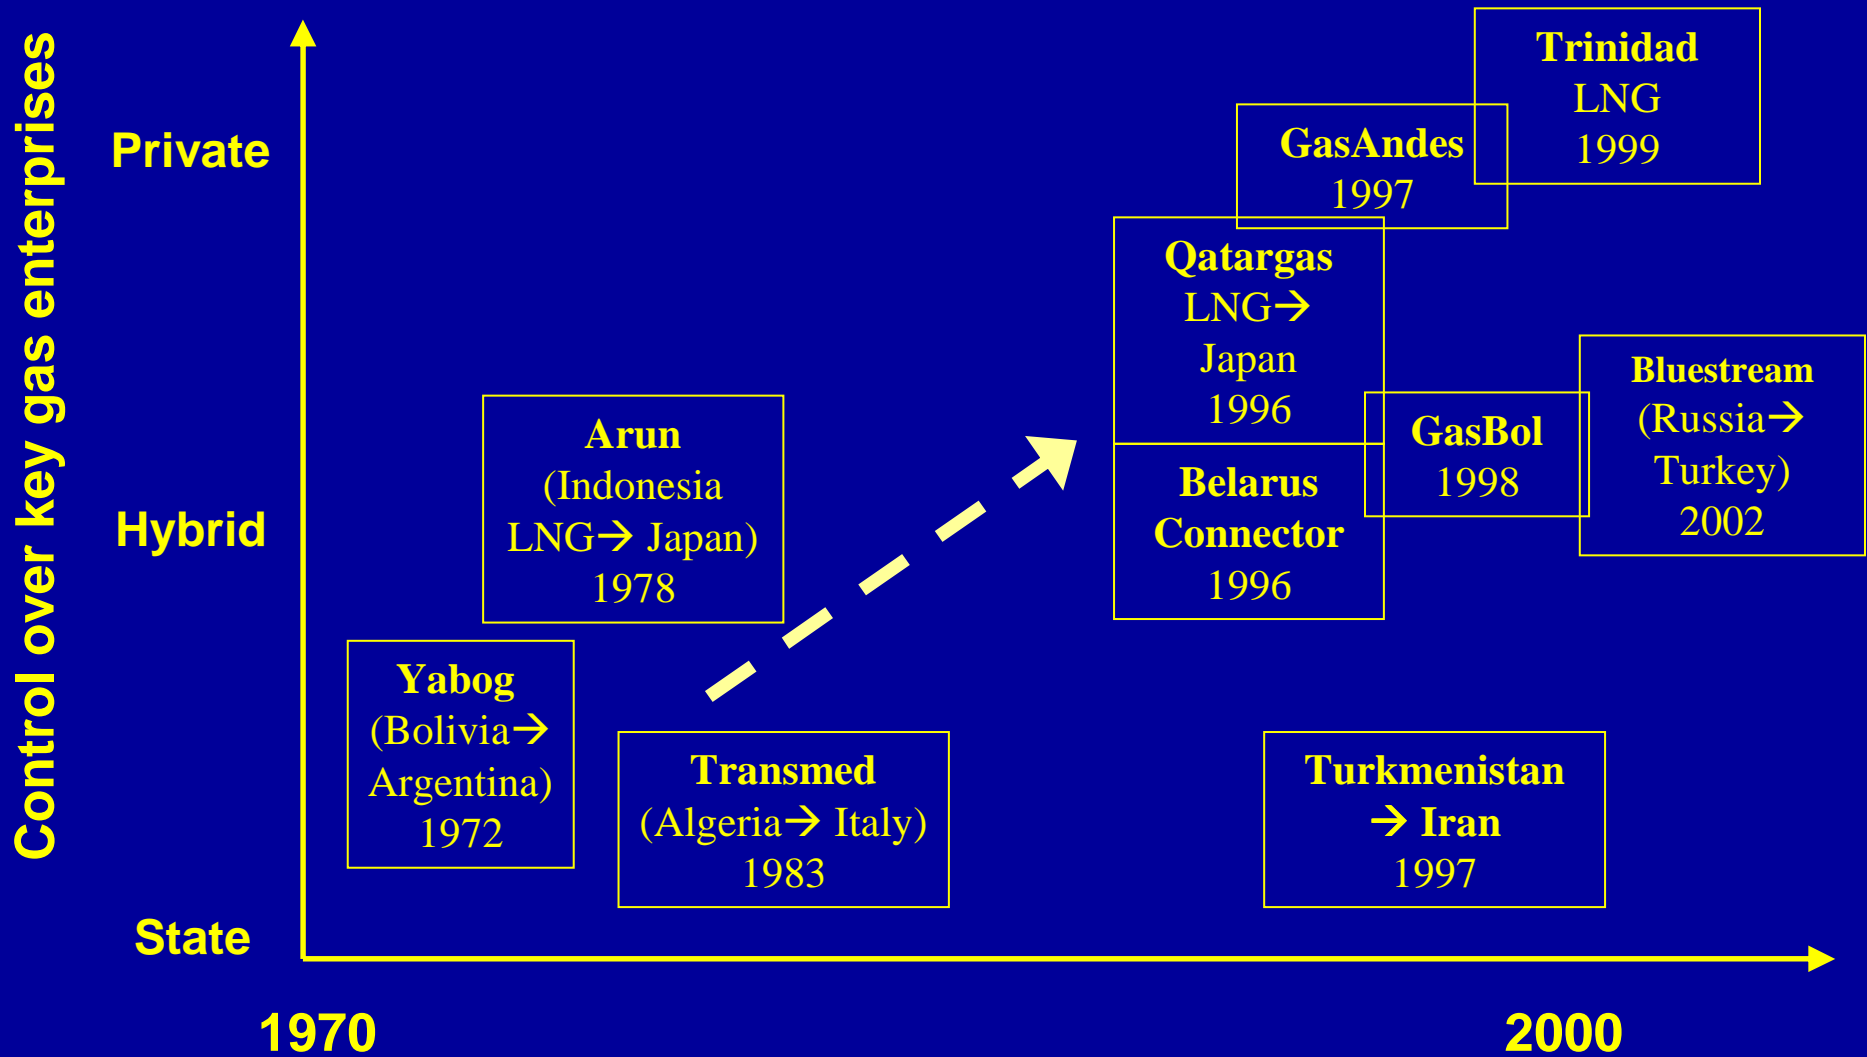 Control over key gas enterprises
Private
Hybrid
State
1970
2000
Trinidad
LNG
1999
GasAndes
1997
Qatargas
LNG→
Japan
1996
Belarus
Connector
1996
GasBol
1998
Bluestream
(Russia→
Turkey)
2002
Arun
(Indonesia
LNG→ Japan)
1978
Yabog
(Bolivia→
Argentina)
1972
Transmed
(Algeria→ Italy)
1983
Turkmenistan
→ Iran
1997